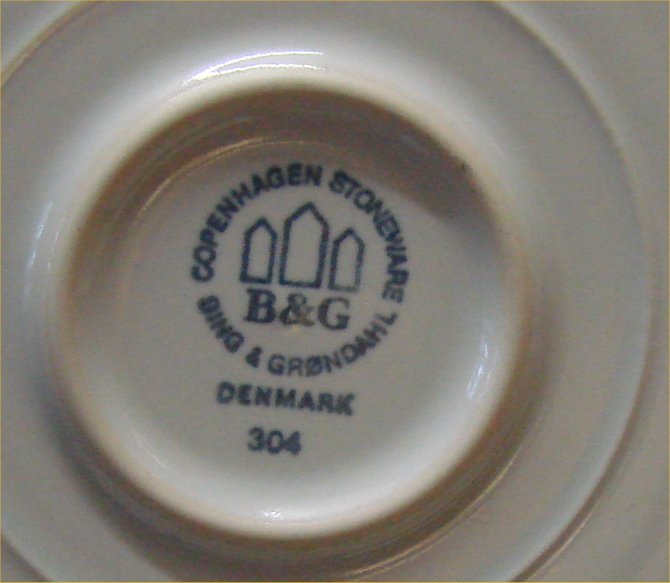 COPENHAGEN STONEWARE
B&G
BING & GRØNDAHL
DENMARK
304